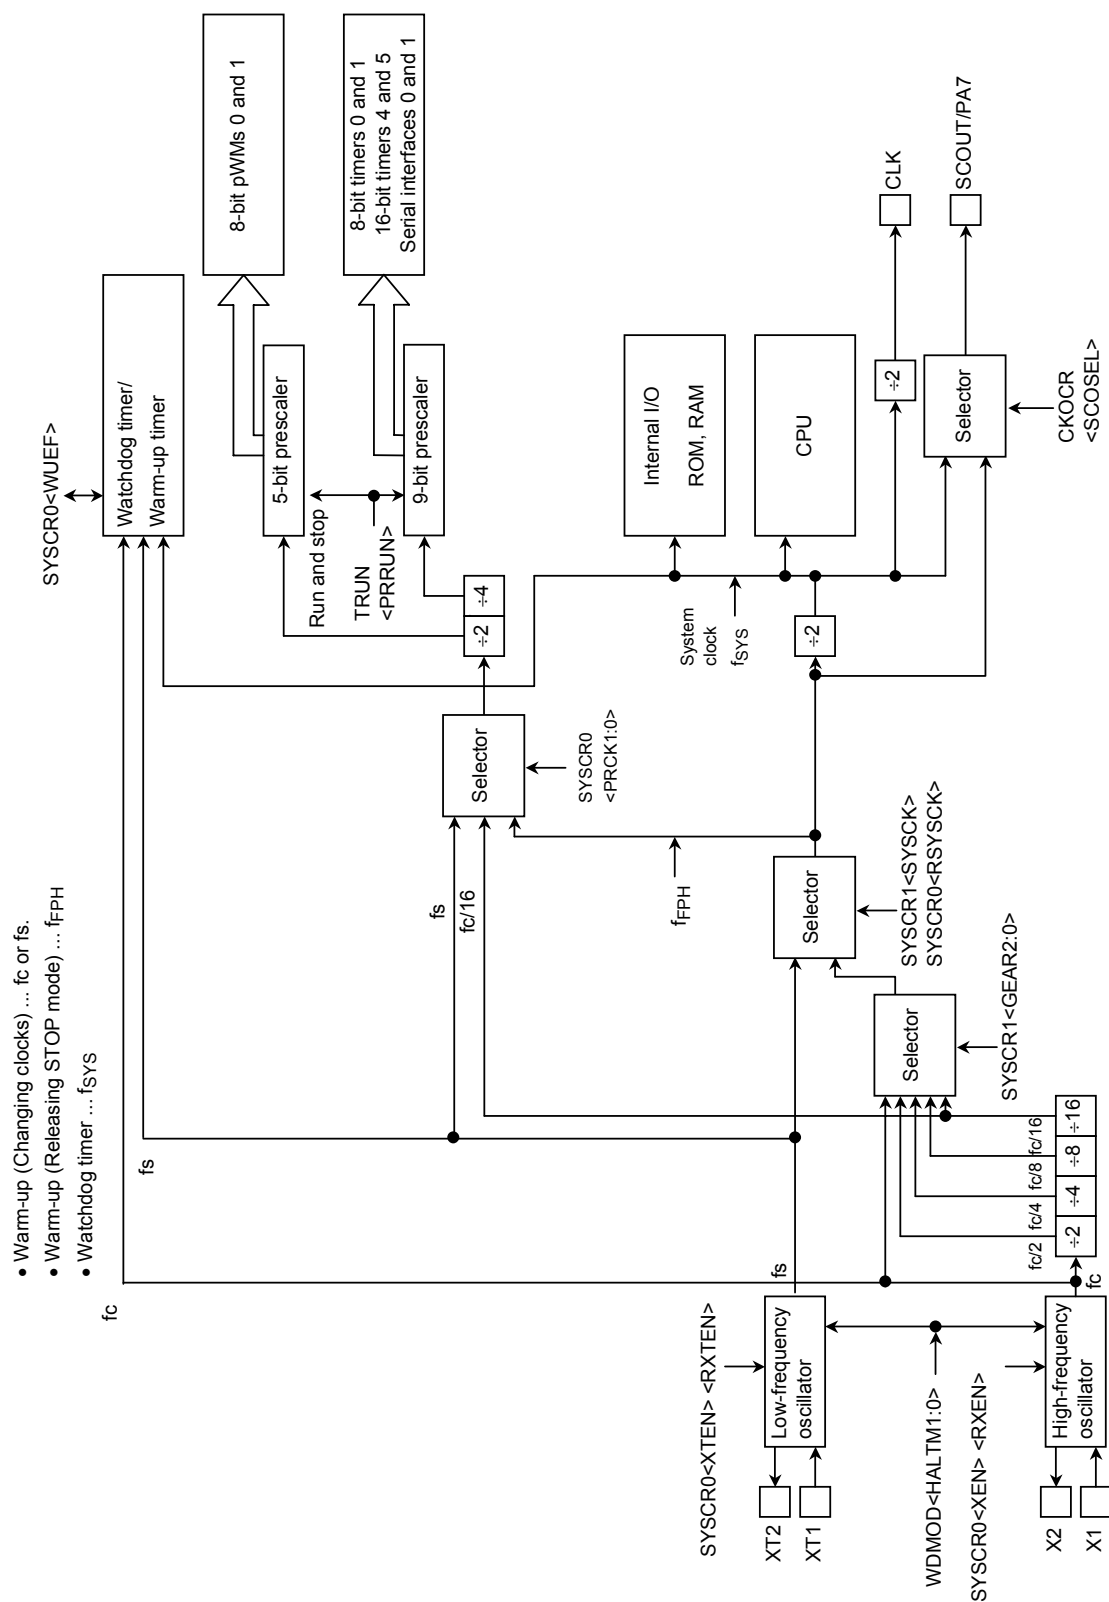 • Warm-up (Changing clocks) ... fc or fs.
• Warm-up (Releasing STOP mode) ... fFPH
• Watchdog timer ... fSYS
SYSCR0<WUEF>
fc
fs
Watchdog timer/
Warm-up timer
8-bit pWMs 0 and 1
5-bit prescaler
Run and stop
TRUN
<PRRUN>
8-bit timers 0 and 1
16-bit timers 4 and 5
Serial interfaces 0 and 1
9-bit prescaler
÷2
÷4
fs
fc/16
Selector
SYSCR0
<PRCK1:0>
fFPH
System
clock
fSYS
Internal I/O
ROM, RAM
CPU
SYSCR0<XTEN> <RXTEN>
XT2
XT1
Low-frequency
oscillator
fs
Selector
SYSCR1<SYSCK>
SYSCR0<RSYSCK>
÷2
÷2
CLK
Selector
SCOUT/PA7
CKOCR
<SCOSEL>
WDMOD<HALTM1:0>
SYSCR0<XEN> <RXEN>
Selector
SYSCR1<GEAR2:0>
X2
X1
High-frequency
oscillator
fc
fc/2
fc/4
fc/8
fc/16
÷2
÷4
÷8
÷16